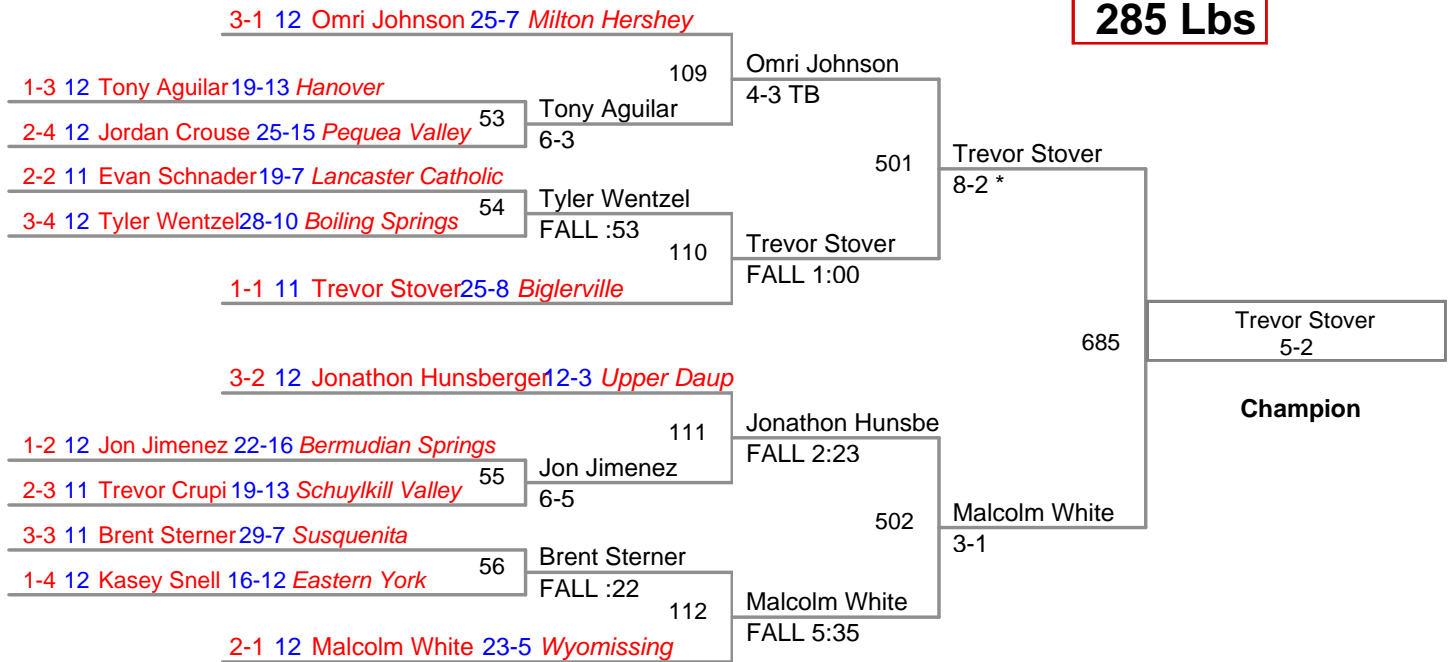 285 Lbs
3-1 12 Omri Johnson 25-7 Milton Hershey
109
Omri Johnson
4-3 TB
1-3 12 Tony Aguilar 19-13 Hanover
53
Tony Aguilar
6-3
2-4 12 Jordan Crouse 25-15 Pequea Valley
501
Trevor Stover
8-2 *
2-2 11 Evan Schnader 19-7 Lancaster Catholic
54
Tyler Wentzel
FALL :53
3-4 12 Tyler Wentzel 28-10 Boiling Springs
110
Trevor Stover
FALL 1:00
1-1 11 Trevor Stover 25-8 Biglerville
685
Trevor Stover
5-2
Champion
3-2 12 Jonathon Hunsberger 12-3 Upper Daup
111
Jonathon Hunsbe
FALL 2:23
1-2 12 Jon Jimenez 22-16 Bermudian Springs
55
Jon Jimenez
6-5
2-3 11 Trevor Crupi 19-13 Schuylkill Valley
502
Malcolm White
3-1
3-3 11 Brent Sterner 29-7 Susquenita
56
Brent Sterner
FALL :22
1-4 12 Kasey Snell 16-12 Eastern York
112
Malcolm White
FALL 5:35
2-1 12 Malcolm White 23-5 Wyomissing